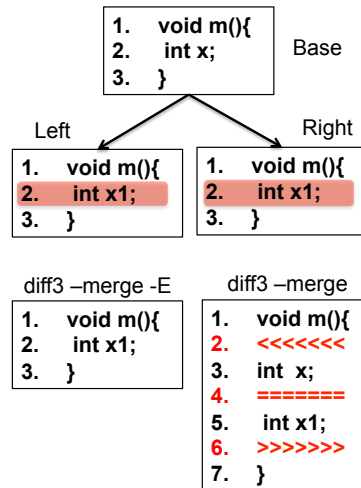 1. void m(){
2. int x;
3. }
Base
Left
Right
1. void m(){
2. int x1;
3. }
1. void m(){
2. int x1;
3. }
diff3 –merge -E
diff3 –merge
1. void m(){
2. int x1;
3. }
1. void m(){
2. <<<<<<<
3. int x;
4. =======
5. int x1;
6. >>>>>>>
7. }